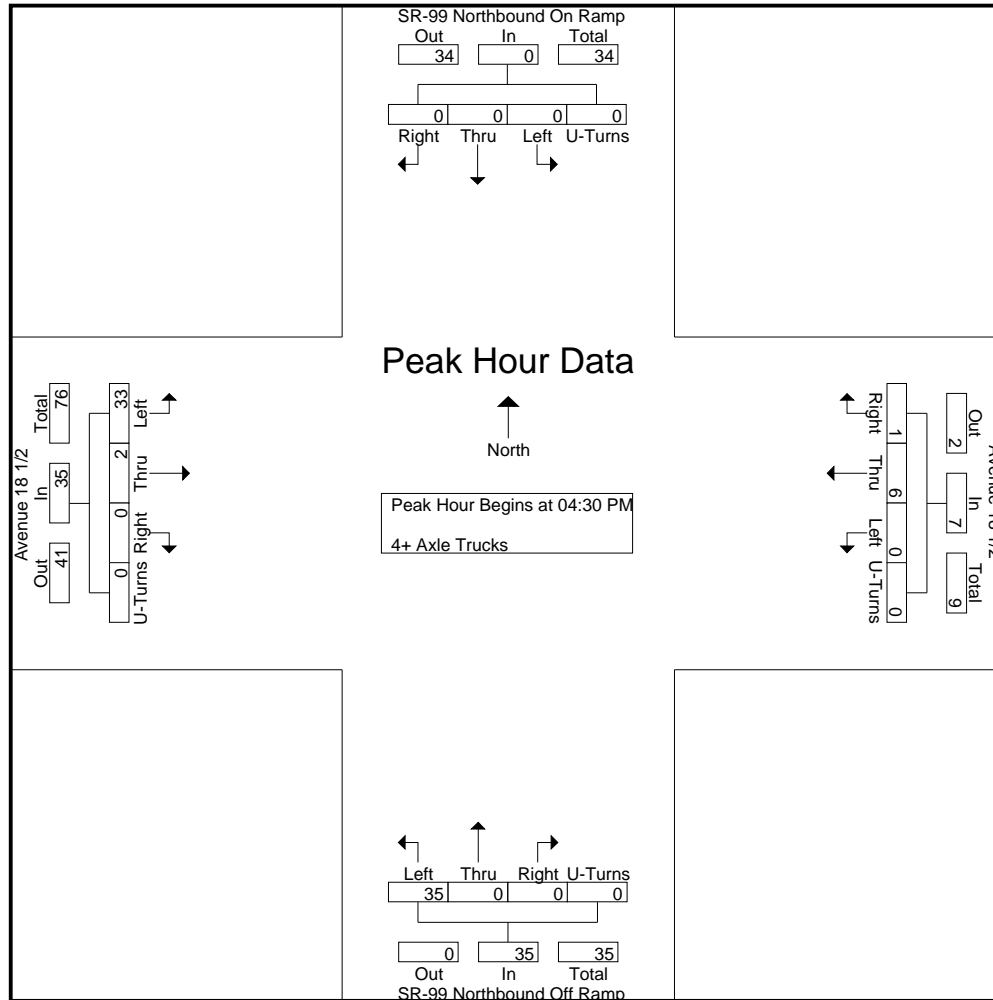 SR-99 Northbound On Ramp
Out In Total
34 0 34
0 0 0 0
Right Thru Left U-Turns
Peak Hour Data
North
Peak Hour Begins at 04:30 PM
4+ Axle Trucks
Avenue 18 1/2
Out In Total
41 35 76
0 0 2 33
U-Turns Right Thru Left
Right Thru Left U-Turns
1 6 0 0
2 7 9
Out In Total
Left Thru Right U-Turns
35 0 0 0
0 35 35
Out In Total
SR-99 Northbound Off Ramp